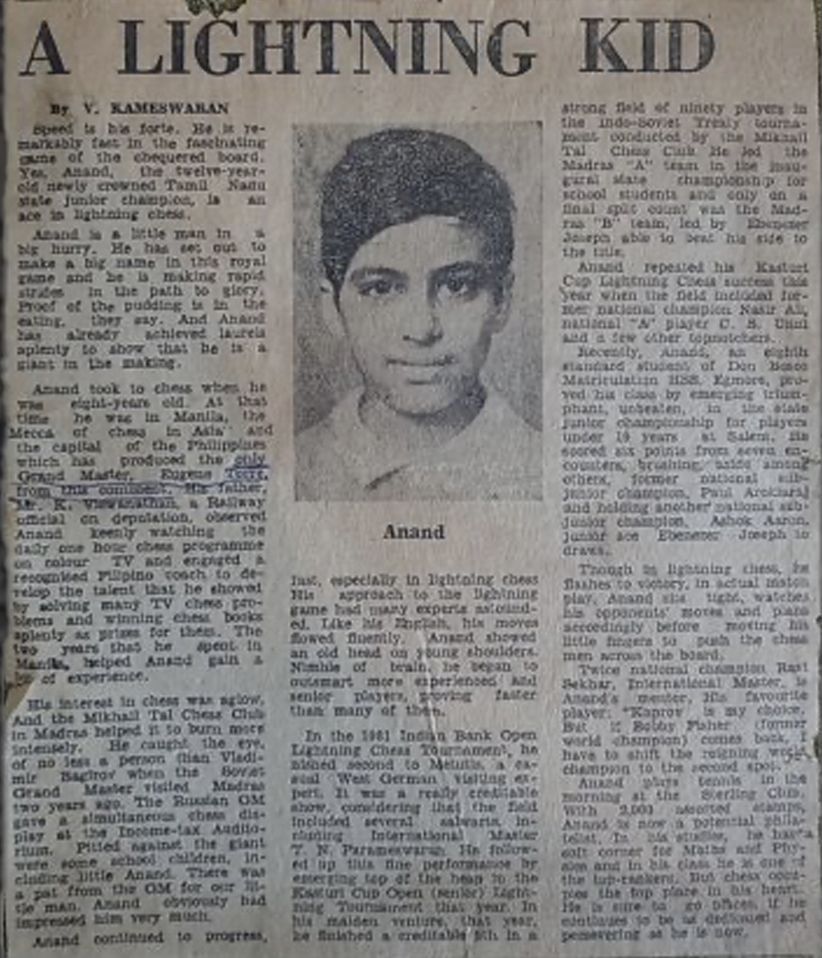 A LIGHTNING KID
By V. KAMESWARAN
Speed is his forte. He is re-
markably fast in the fascinating
game of the chequered board.
Yes, Anand, the twelve-year-
old newly crowned Tamil Nadu
state junior champion, is an
ace in lightning chess.
Anand is a little man in a
big hurry. He has set out to
make a big name in this royal
game and he is making rapid
strides in the path to glory.
Proof of the pudding is in the
eating, they say. And Anand
has already achieved laurels
aplenty to show that he is a
giant in the making.
Anand took to chess when he
was eight-years old. At that
time he was in Manila, the
Mecca of chess in Asia and
the capital of the Philippines
which has produced the only
Grand Master, Eugene Torre,
from this continent. His father,
Mr. K. Viswanathan, a Railway
official on deputation, observed
Anand keenly watching the
daily one hour chess programme
on colour TV and engaged a
recognised Filipino coach to de-
velop the talent that he showed
by solving many TV chess pro-
blems and winning chess books
aplenty as prizes for them. The
two years that he spent in
Manila, helped Anand gain a
lot of experience.
His interest in chess was aglow.
And the Mikhail Tal Chess Club
in Madras helped it to burn more
intensely. He caught the eye,
of no less a person than Vladi-
mir Bagirov when the Soviet
Grand Master visited Madras
two years ago. The Russian GM
gave a simultaneous chess dis-
play at the Income-tax Audito-
rium. Pitted against the giant
were some school children, in-
cluding little Anand. There was
a pat from the GM for our lit-
tle man. Anand obviously had
impressed him very much.
Anand continued to progress,
Anand
fast, especially in lightning chess
His approach to the lightning
game had many experts astound-
ed. Like his English, his moves
flowed fluently. Anand showed
an old head on young shoulders.
Nimble of brain, he began to
outsmart more experienced and
senior players, proving faster
than many of them.
In the 1981 Indian Bank Open
Lightning Chess Tournament, he
finished second to a ca-
sual West German visiting ex-
pert. It was a really creditable
show, considering that the field
included several stalwarts, in-
cluding International Master
T. N. Parameswaran. He follow-
ed up this fine performance by
emerging top of the heap in the
Kasturi Cup Open (senior) Light-
ning Tournament that year. In
his maiden venture, that year,
he finished a creditable in a
strong field of ninety players in
the Indo-Soviet Treaty tourna-
ment conducted by the Mikhail
Tal Chess Club. He led the
Madras "A" team in the inau-
gural state championship for
school students and only on a
final split count was the Mad-
ras "B" team, led by Ebenezer
Joseph able to beat his side to
the title.
Anand repeated his Kasturi
Cup Lightning Chess success this
year when the field included for-
mer national champion Nasir Ali,
national "A" player C. S. Unni
and a few other topnotchers.
Recently, Anand, an eighth
standard student of Don Bosco
Matriculation HSS, Egmore, pro-
ved his class by emerging trium-
phant, unbeaten, in the state
junior championship for players
under 19 years at Salem. He
scored six points from seven en-
counters, brushing aside among
others, former national sub-
junior champion, Paul Arokiaraj
and holding another national sub-
junior champion, Ashok Aaron,
junior ace Ebenezer Joseph to
draws.
Though in lightning chess, he
flashes to victory, in actual match
play, Anand sits tight, watches
his opponents' moves and plans
accordingly before moving his
little fingers to push the chess
men across the board.
Twice national champion Ravi
Sekhar, International Master, is
Anand's mentor. His favourite
player: "Kaprov is my choice.
But if Bobby Fisher (former
world champion) comes back, I
have to shift the reigning world
champion to the second spot."
Anand plays tennis in the
morning at the Sterling Club.
With 2,000 assorted stamps,
Anand is now a potential phila-
telist. In his studies, he has a
soft corner for Maths and Phy-
sics and in his class he is one of
the top-rankers. But chess occu-
pies the top place in his heart.
He is sure to go places, if he
continues to be as dedicated and
persevering as he is now.